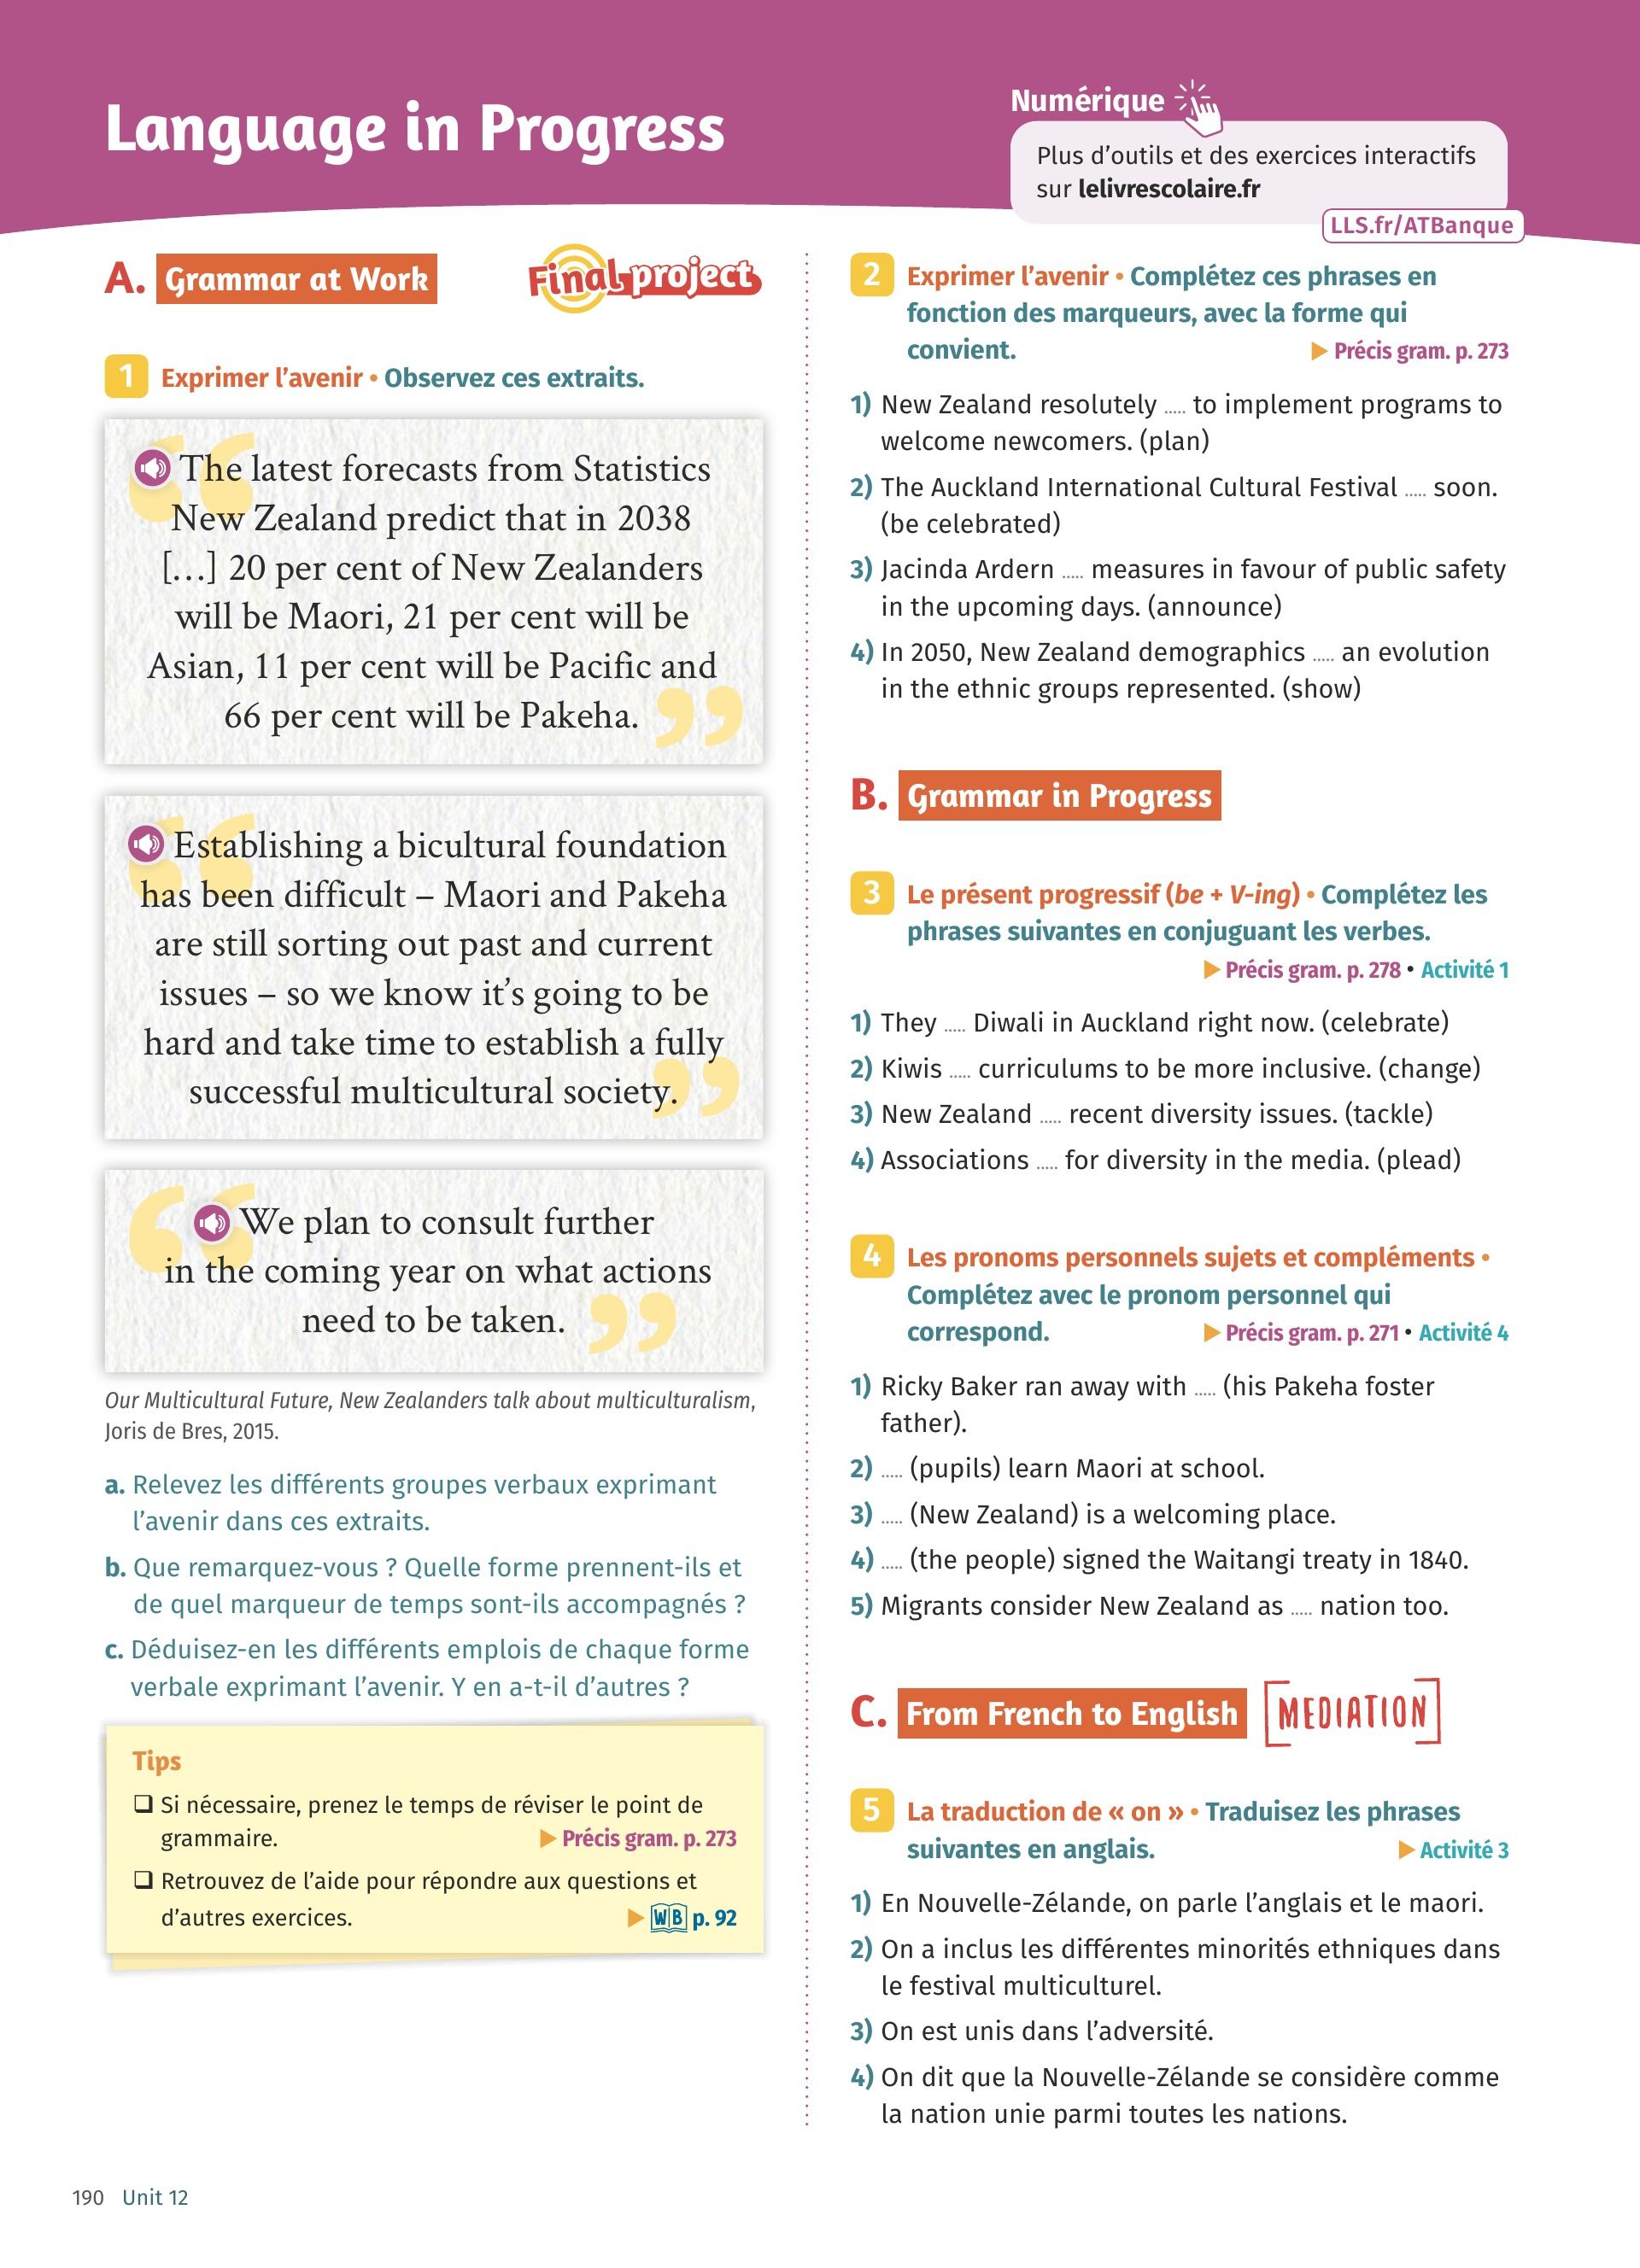 Language in Progress
Numérique
Plus d'outils et des exercices interactifs
sur lelivrescolaire.fr
LLS.fr/ATBanque
A. Grammar at Work
Final project
1 Exprimer l'avenir • Observez ces extraits.
“
The latest forecasts from Statistics
New Zealand predict that in 2038
[…] 20 per cent of New Zealanders
will be Maori, 21 per cent will be
Asian, 11 per cent will be Pacific and
66 per cent will be Pakeha.
”
“
Establishing a bicultural foundation
has been difficult – Maori and Pakeha
are still sorting out past and current
issues – so we know it's going to be
hard and take time to establish a fully
successful multicultural society.
”
“
We plan to consult further
in the coming year on what actions
need to be taken.
”
Our Multicultural Future, New Zealanders talk about multiculturalism,
Joris de Bres, 2015.
a. Relevez les différents groupes verbaux exprimant
l'avenir dans ces extraits.
b. Que remarquez-vous ? Quelle forme prennent-ils et
de quel marqueur de temps sont-ils accompagnés ?
c. Déduisez-en les différents emplois de chaque forme
verbale exprimant l'avenir. Y en a-t-il d'autres ?
Tips
❑ Si nécessaire, prenez le temps de réviser le point de
grammaire. ▶ Précis gram. p. 273
❑ Retrouvez de l'aide pour répondre aux questions et
d'autres exercices. ▶ WB p. 92
2 Exprimer l'avenir • Complétez ces phrases en
fonction des marqueurs, avec la forme qui
convient. ▶ Précis gram. p. 273
1) New Zealand resolutely ..... to implement programs to
welcome newcomers. (plan)
2) The Auckland International Cultural Festival ..... soon.
(be celebrated)
3) Jacinda Ardern ..... measures in favour of public safety
in the upcoming days. (announce)
4) In 2050, New Zealand demographics ..... an evolution
in the ethnic groups represented. (show)
B. Grammar in Progress
3 Le présent progressif (be + V-ing) • Complétez les
phrases suivantes en conjuguant les verbes.
▶ Précis gram. p. 278 • Activité 1
1) They ..... Diwali in Auckland right now. (celebrate)
2) Kiwis ..... curriculums to be more inclusive. (change)
3) New Zealand ..... recent diversity issues. (tackle)
4) Associations ..... for diversity in the media. (plead)
4 Les pronoms personnels sujets et compléments •
Complétez avec le pronom personnel qui
correspond. ▶ Précis gram. p. 271 • Activité 4
1) Ricky Baker ran away with ..... (his Pakeha foster
father).
2) ..... (pupils) learn Maori at school.
3) ..... (New Zealand) is a welcoming place.
4) ..... (the people) signed the Waitangi treaty in 1840.
5) Migrants consider New Zealand as ..... nation too.
C. From French to English [MEDIATION]
5 La traduction de « on » • Traduisez les phrases
suivantes en anglais. ▶ Activité 3
1) En Nouvelle-Zélande, on parle l'anglais et le maori.
2) On a inclus les différentes minorités ethniques dans
le festival multiculturel.
3) On est unis dans l'adversité.
4) On dit que la Nouvelle-Zélande se considère comme
la nation unie parmi toutes les nations.
190 Unit 12